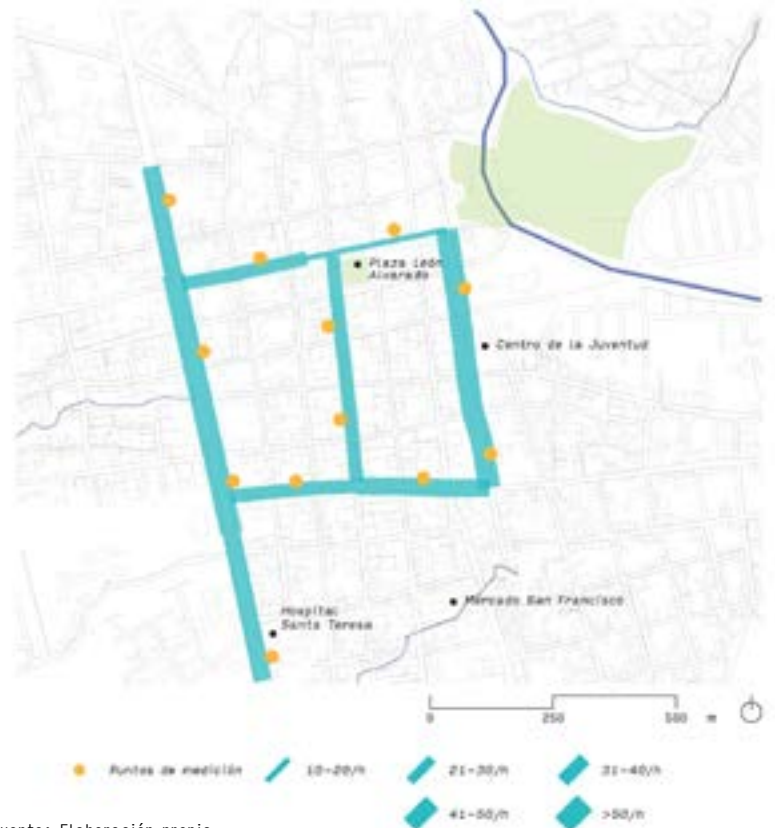 Plaza León
Alvarado
Centro de la Juventud
Hospital
Santa Teresa
Mercado San Francisco
0 250 500 m
Puntos de medición 10-20/h 21-30/h 31-40/h
41-50/h >50/h
Elaboración propia